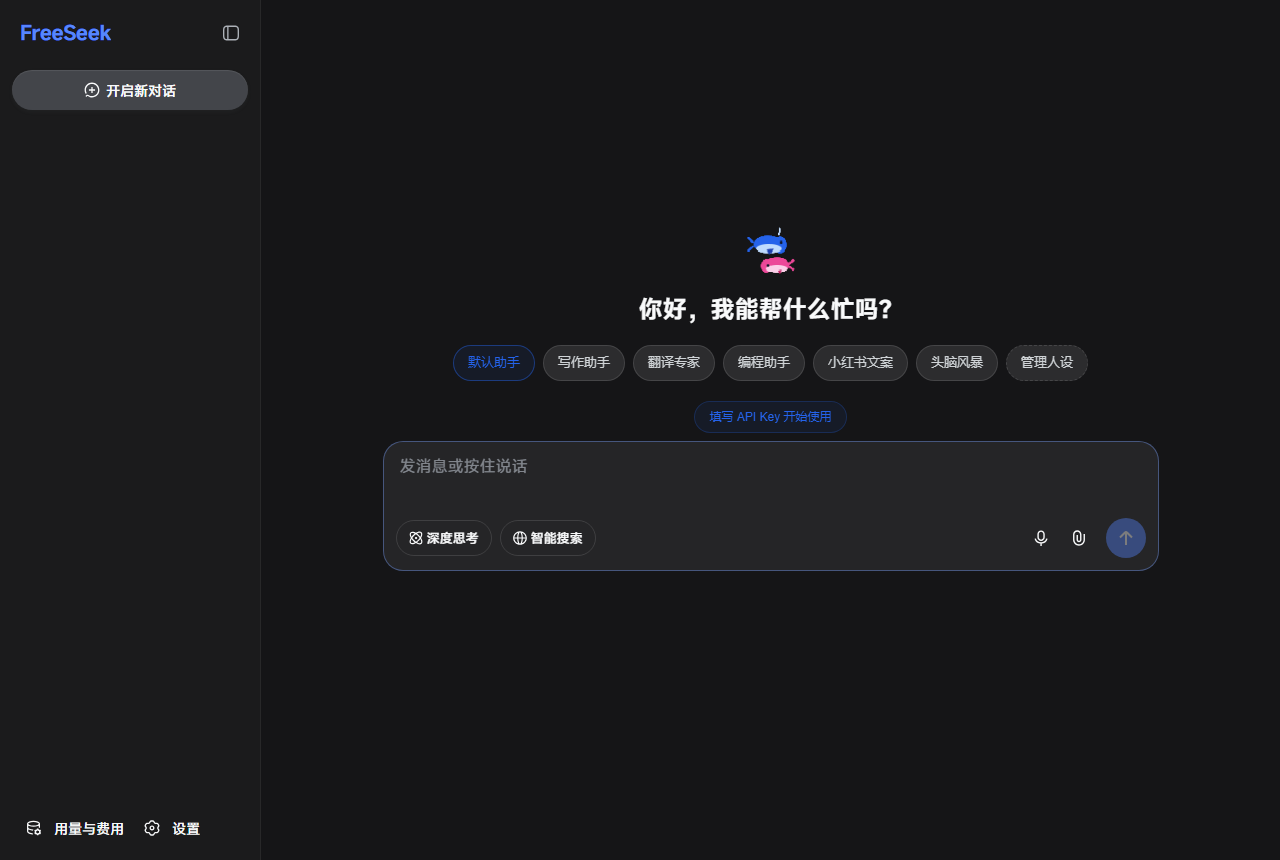 FreeSeek
开启新对话
你好，我能帮什么忙吗？
默认助手 写作助手 翻译专家 编程助手 小红书文案 头脑风暴 管理人设
填写 API Key 开始使用
发消息或按住说话
深度思考 智能搜索
用量与费用 设置